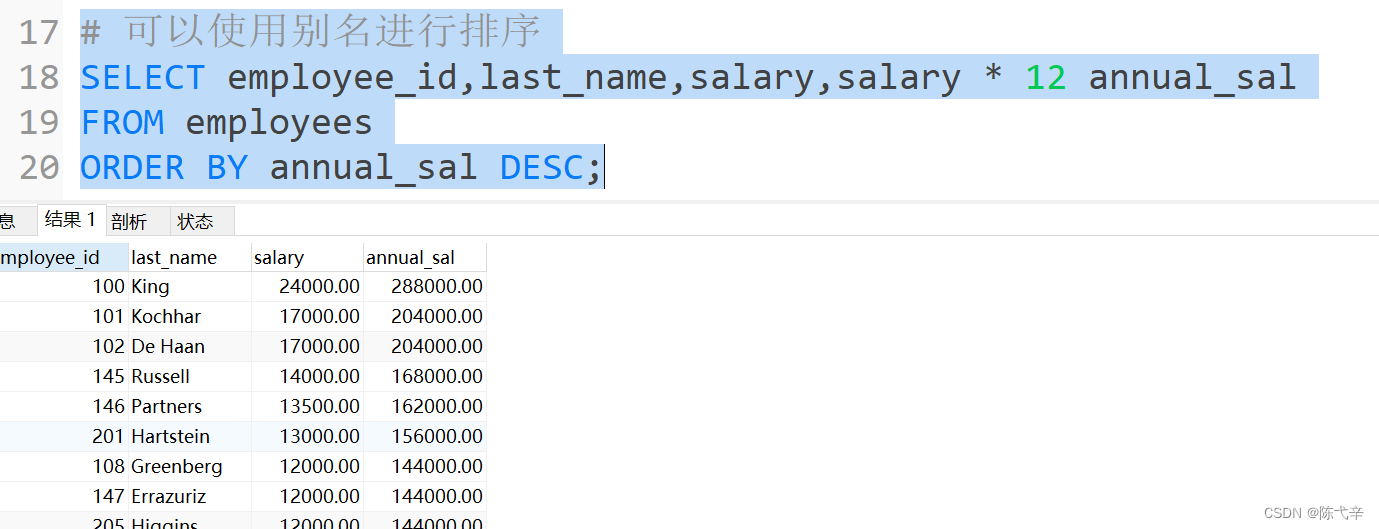 17 # 可以使用别名进行排序
18 SELECT employee_id,last_name,salary,salary * 12 annual_sal
19 FROM employees
20 ORDER BY annual_sal DESC;
息 结果 1 剖析 状态
mployee_id last_name salary annual_sal
100 King 24000.00 288000.00
101 Kochhar 17000.00 204000.00
102 De Haan 17000.00 204000.00
145 Russell 14000.00 168000.00
146 Partners 13500.00 162000.00
201 Hartstein 13000.00 156000.00
108 Greenberg 12000.00 144000.00
147 Errazuriz 12000.00 144000.00
205 Higgins 12000.00 144000.00
CSDN @陈弋辛